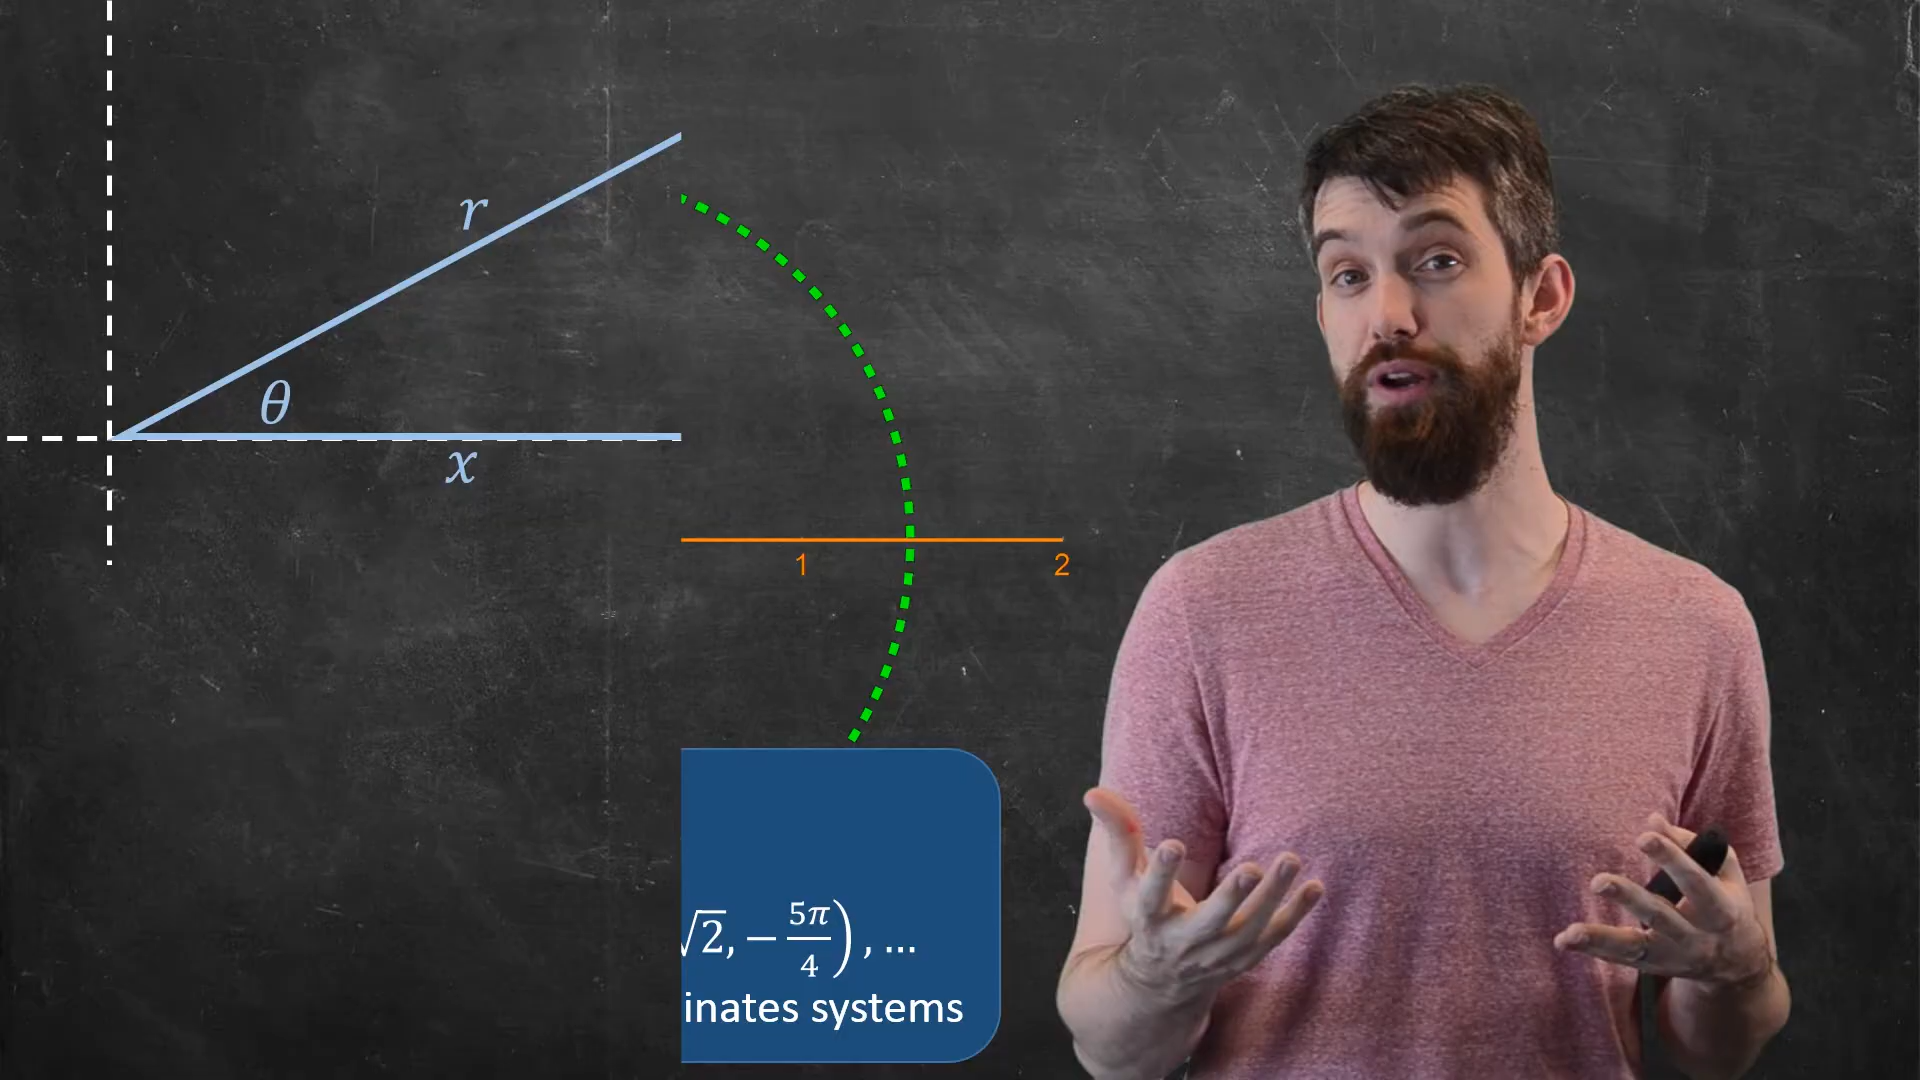 r
θ
x
1 2
√2, − 5π/4), ...
inates systems